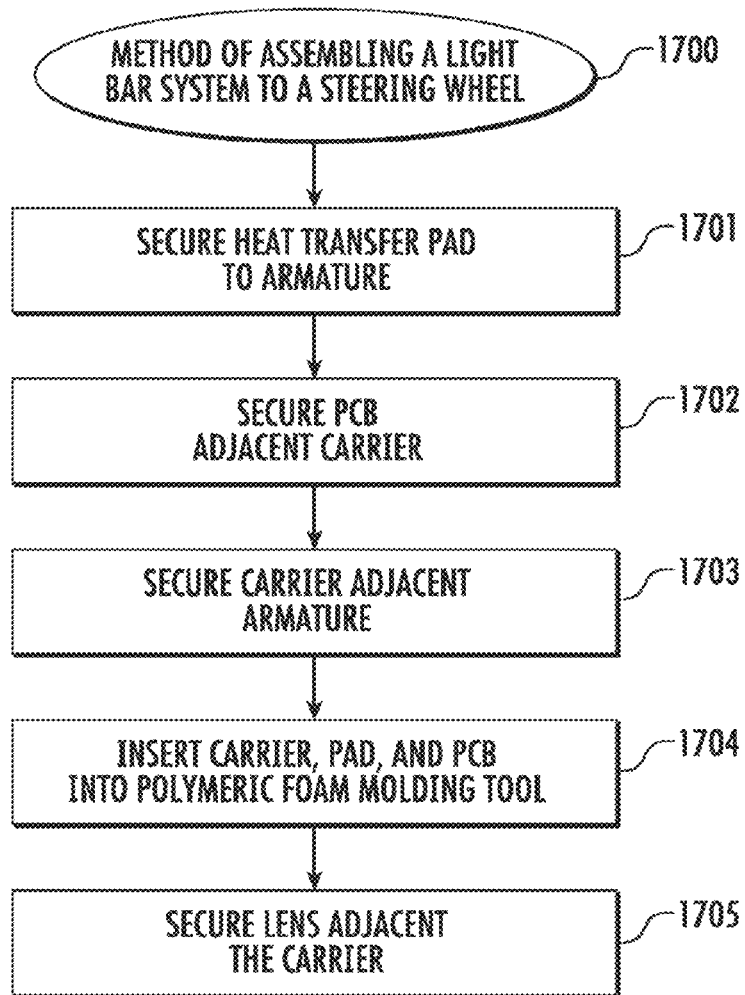 METHOD OF ASSEMBLING A LIGHT
BAR SYSTEM TO A STEERING WHEEL
1700
SECURE HEAT TRANSFER PAD
TO ARMATURE
1701
SECURE PCB
ADJACENT CARRIER
1702
SECURE CARRIER ADJACENT
ARMATURE
1703
INSERT CARRIER, PAD, AND PCB
INTO POLYMERIC FOAM MOLDING TOOL
1704
SECURE LENS ADJACENT
THE CARRIER
1705